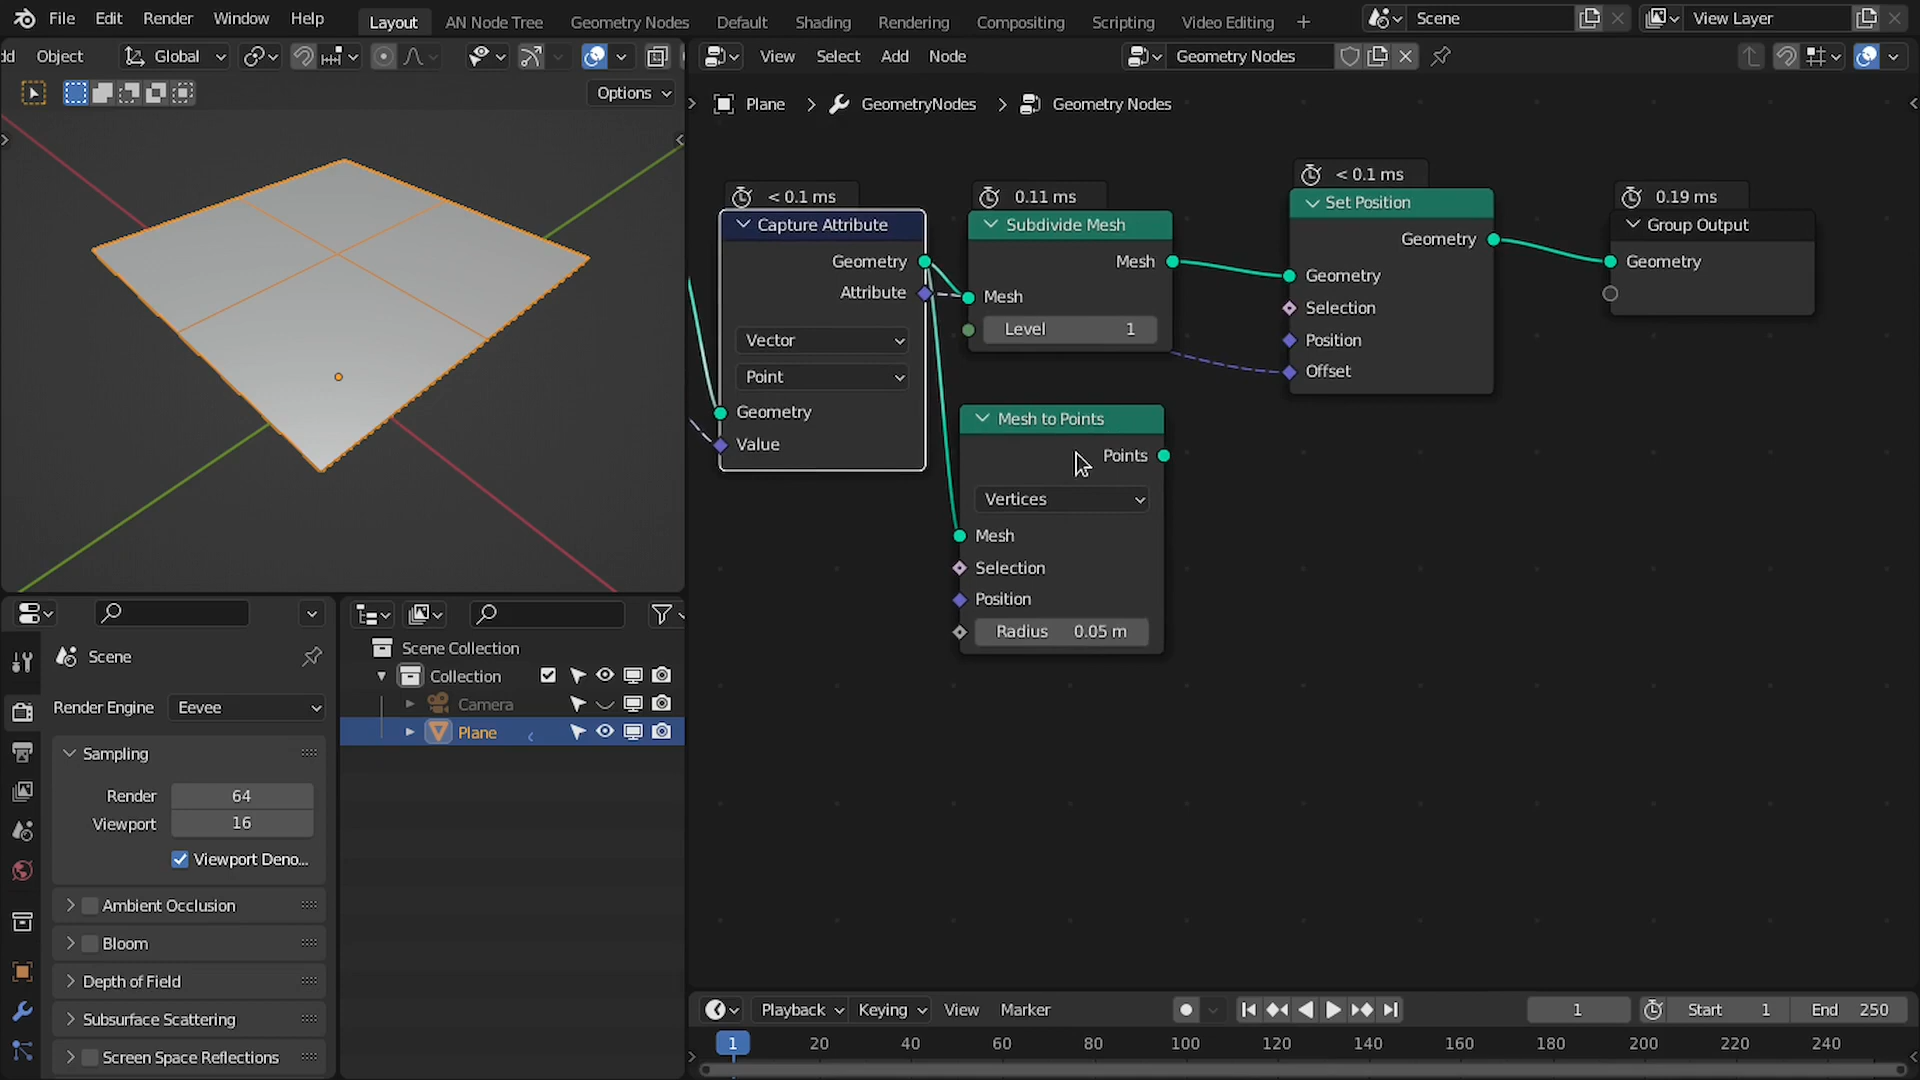 File Edit Render Window Help Layout AN Node Tree Geometry Nodes Default Shading Rendering Compositing Scripting Video Editing + Scene View Layer
dd Object Global View Select Add Node Geometry Nodes
Options
Plane > GeometryNodes > Geometry Nodes
< 0.1 ms
Capture Attribute
Geometry
Attribute
Vector
Point
Geometry
Value
0.11 ms
Subdivide Mesh
Mesh
Mesh
Level 1
Mesh to Points
Points
Vertices
Mesh
Selection
Position
Radius 0.05 m
< 0.1 ms
Set Position
Geometry
Geometry
Selection
Position
Offset
0.19 ms
Group Output
Geometry
Scene
Render Engine Eevee
Sampling
Render 64
Viewport 16
Viewport Deno...
Ambient Occlusion
Bloom
Depth of Field
Subsurface Scattering
Screen Space Reflections
Scene Collection
Collection
Camera
Plane
Playback Keying View Marker 1 Start 1 End 250
1 20 40 60 80 100 120 140 160 180 200 220 240